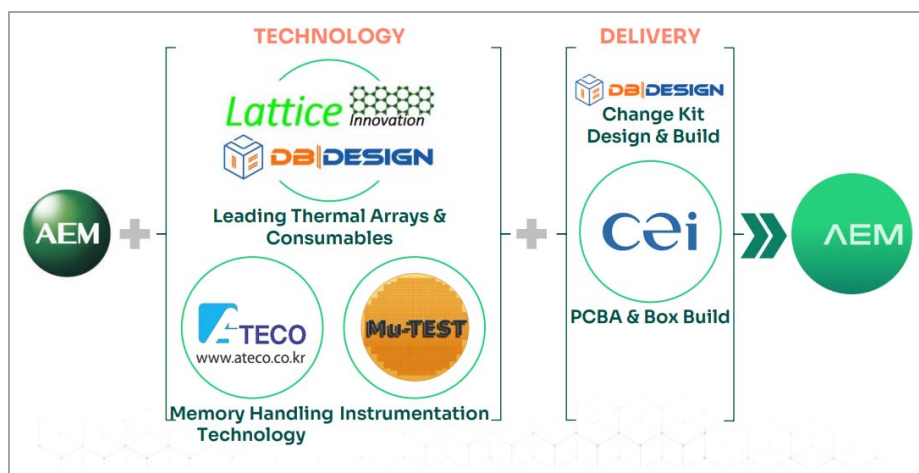 TECHNOLOGY
DELIVERY
AEM
Lattice Innovation
DB|DESIGN
Leading Thermal Arrays &
Consumables
ATECO
www.ateco.co.kr
Memory Handling
Technology
Mu-TEST
Instrumentation
DB|DESIGN
Change Kit
Design & Build
cei
PCBA & Box Build
AEM